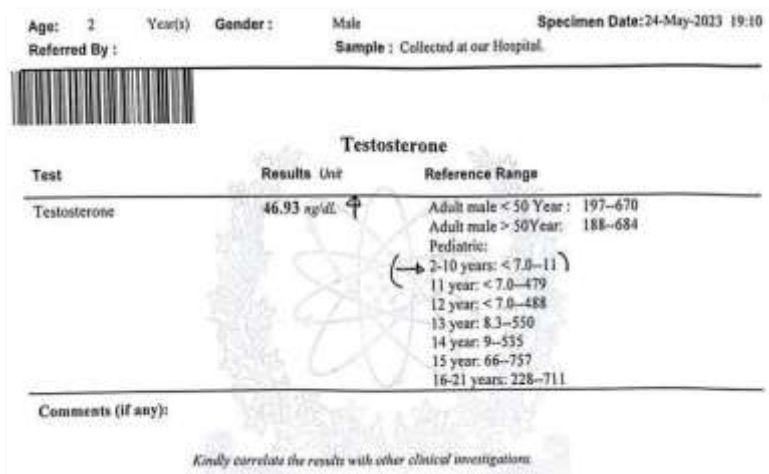 Age: 2 Year(s) Gender : Male Specimen Date:24-May-2023 19:10
Referred By : Sample : Collected at our Hospital.
Testosterone
Test Results Unit Reference Range
Testosterone 46.93 ng/dL Adult male < 50 Year : 197--670
Adult male > 50Year: 188--684
Pediatric:
2-10 years: < 7.0--11
11 year: < 7.0--479
12 year: < 7.0--488
13 year: 8.3--550
14 year: 9--535
15 year: 66--757
16-21 years: 228--711
Comments (if any):
Kindly correlate the results with other clinical investigations